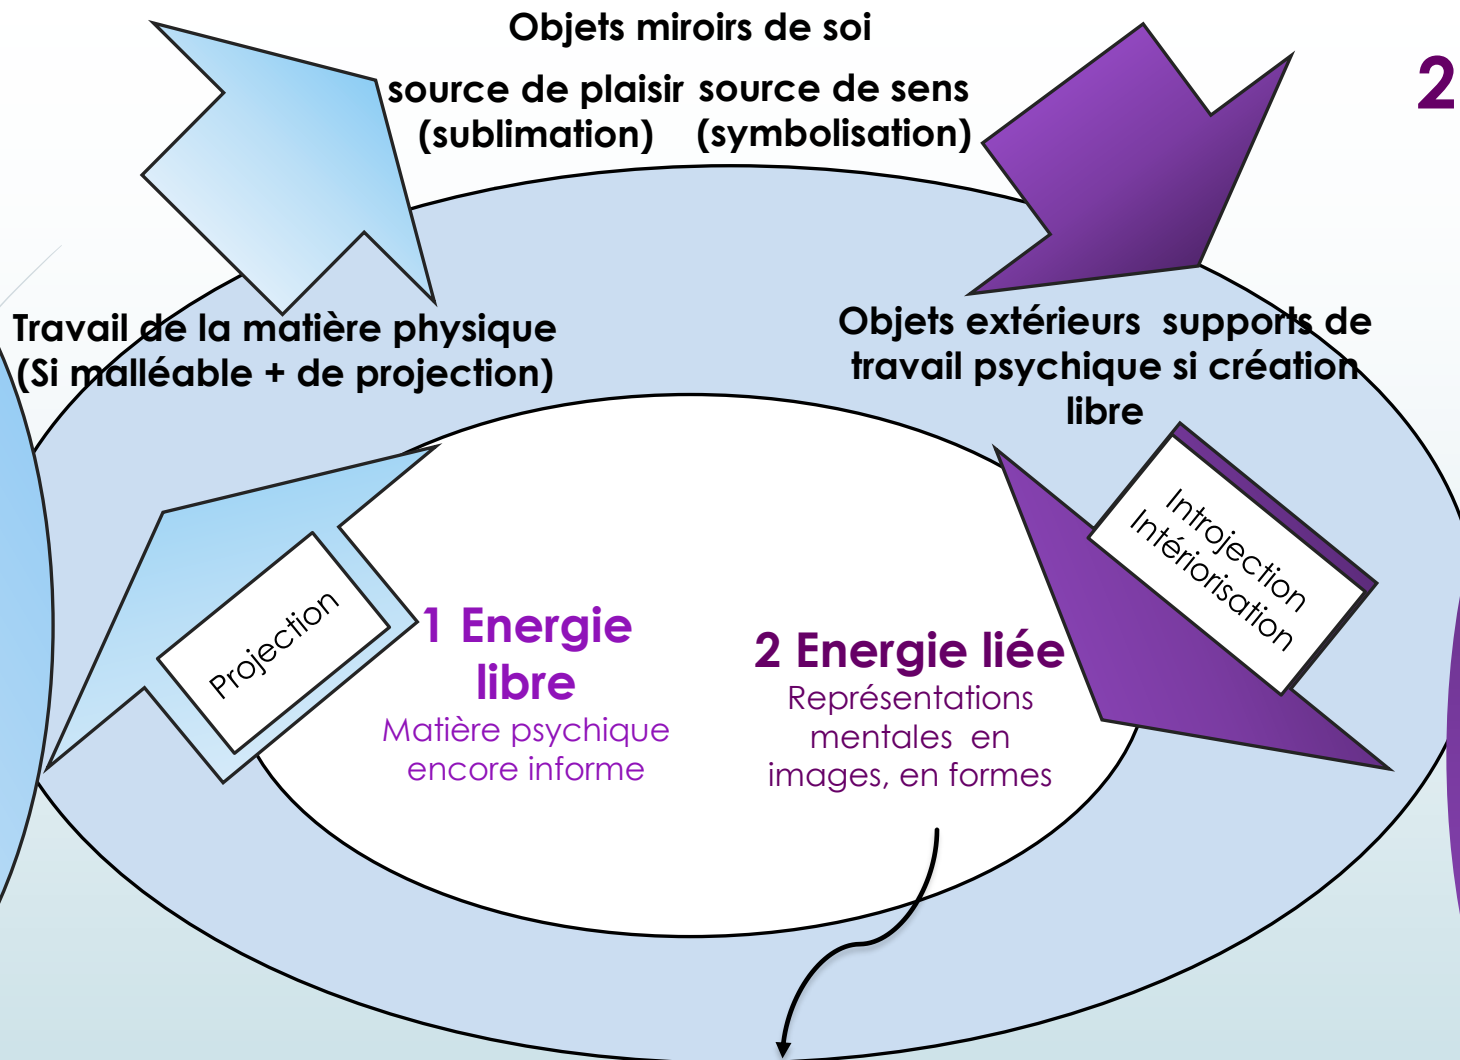 Objets miroirs de soi
source de plaisir source de sens
(sublimation) (symbolisation)
2
Travail de la matière physique
(Si malléable + de projection)
Objets extérieurs supports de
travail psychique si création
libre
Projection
Introjection
Intériorisation
1 Energie
libre
Matière psychique
encore informe
2 Energie liée
Représentations
mentales en
images, en formes